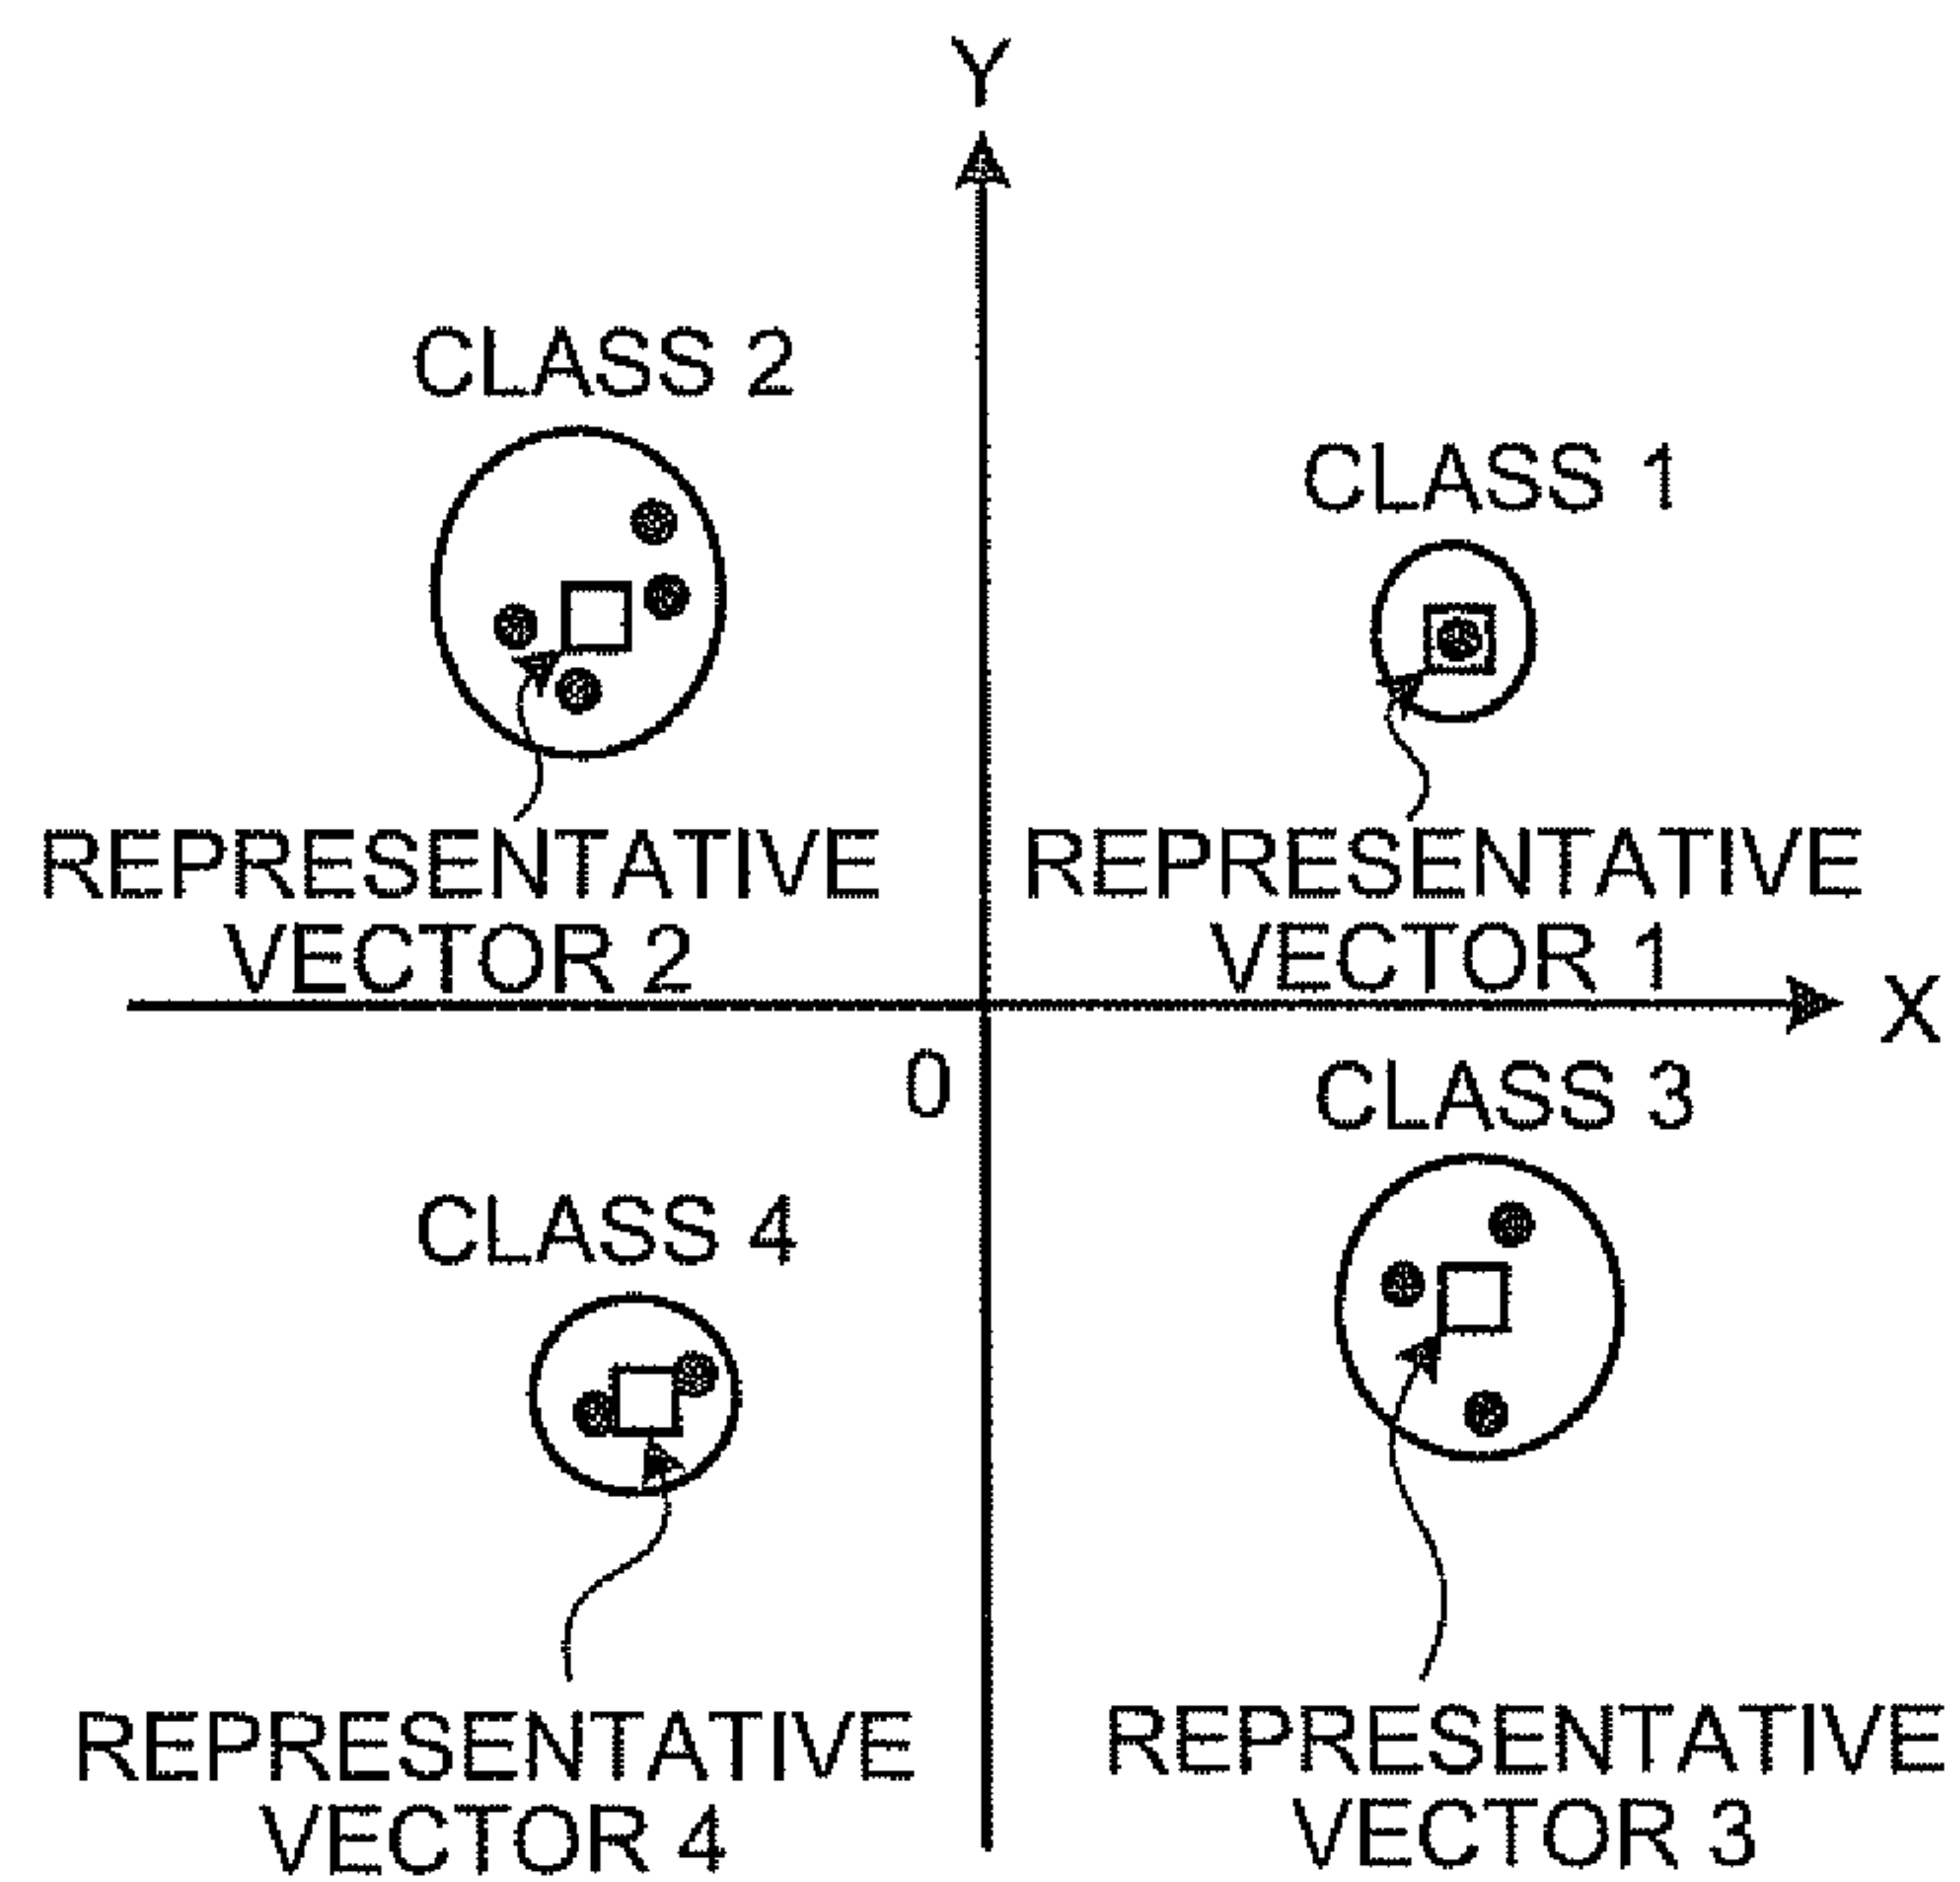 Y
CLASS 2
CLASS 1
REPRESENTATIVE
VECTOR 2
REPRESENTATIVE
VECTOR 1
X
0
CLASS 3
CLASS 4
REPRESENTATIVE
VECTOR 4
REPRESENTATIVE
VECTOR 3